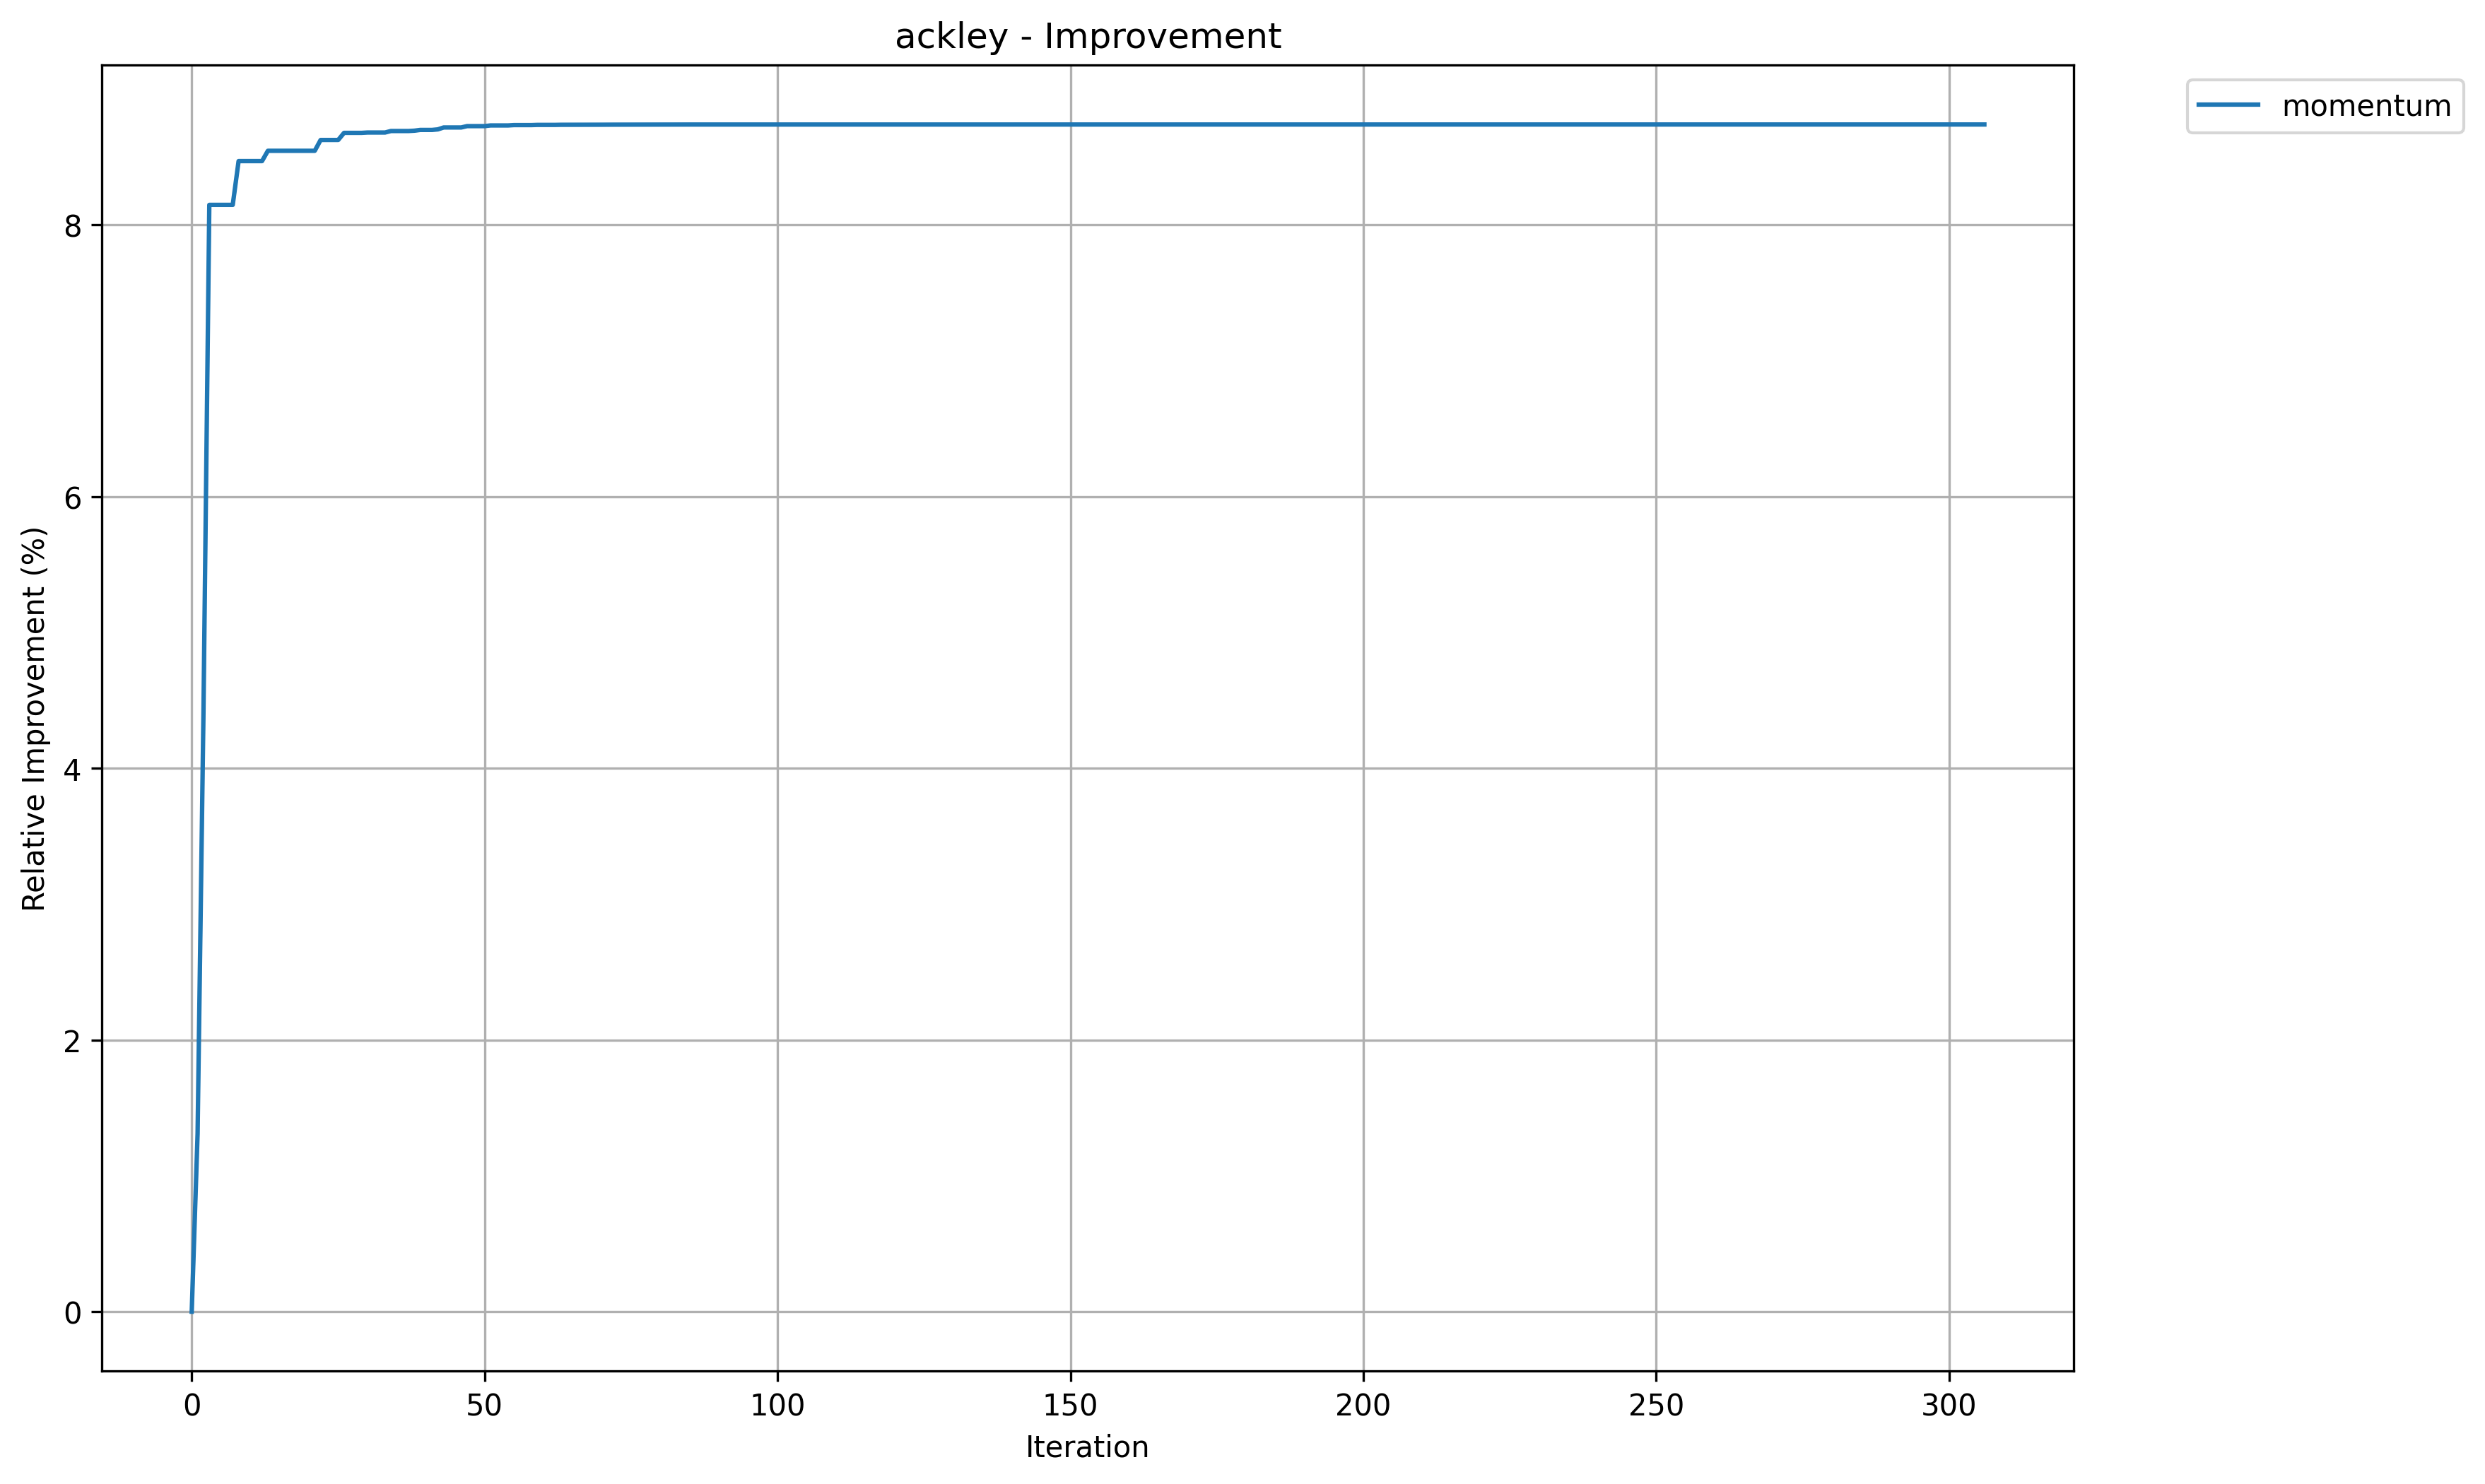 ackley - Improvement
momentum
Relative Improvement (%)
8
6
4
2
0
0 50 100 150 200 250 300
Iteration